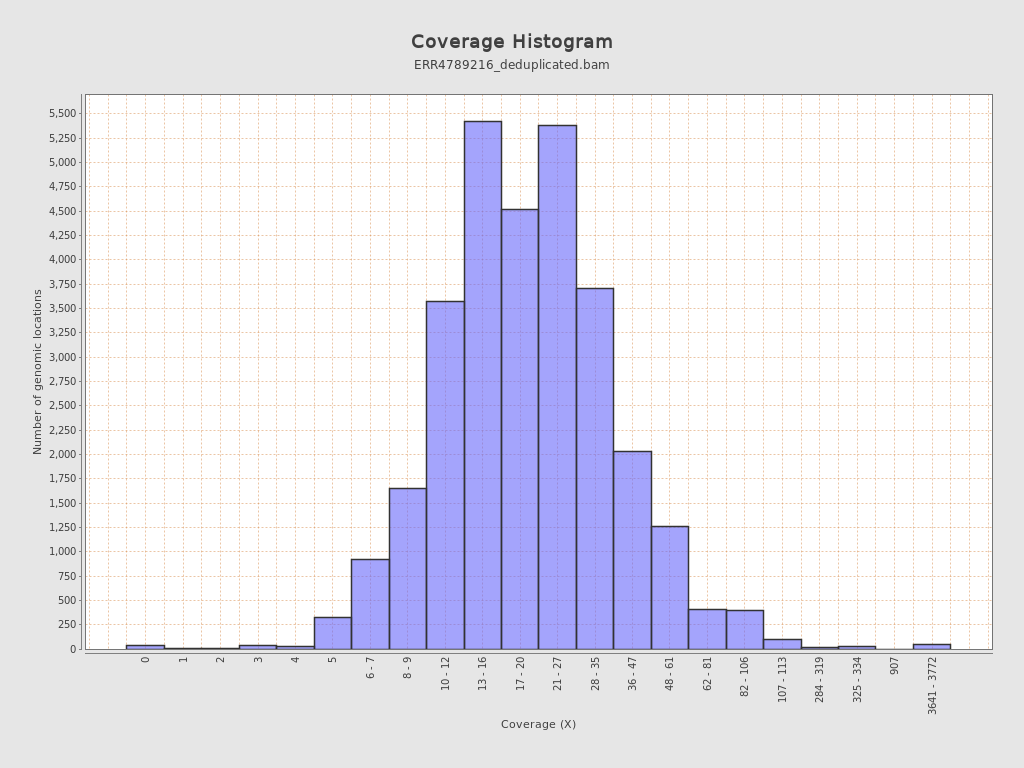 Coverage Histogram
ERR4789216_deduplicated.bam
Number of genomic locations
5,500
5,250
5,000
4,750
4,500
4,250
4,000
3,750
3,500
3,250
3,000
2,750
2,500
2,250
2,000
1,750
1,500
1,250
1,000
750
500
250
0
0
1
2
3
4
5
6 - 7
8 - 9
10 - 12
13 - 16
17 - 20
21 - 27
28 - 35
36 - 47
48 - 61
62 - 81
82 - 106
107 - 113
284 - 319
325 - 334
907
3641 - 3772
Coverage (X)